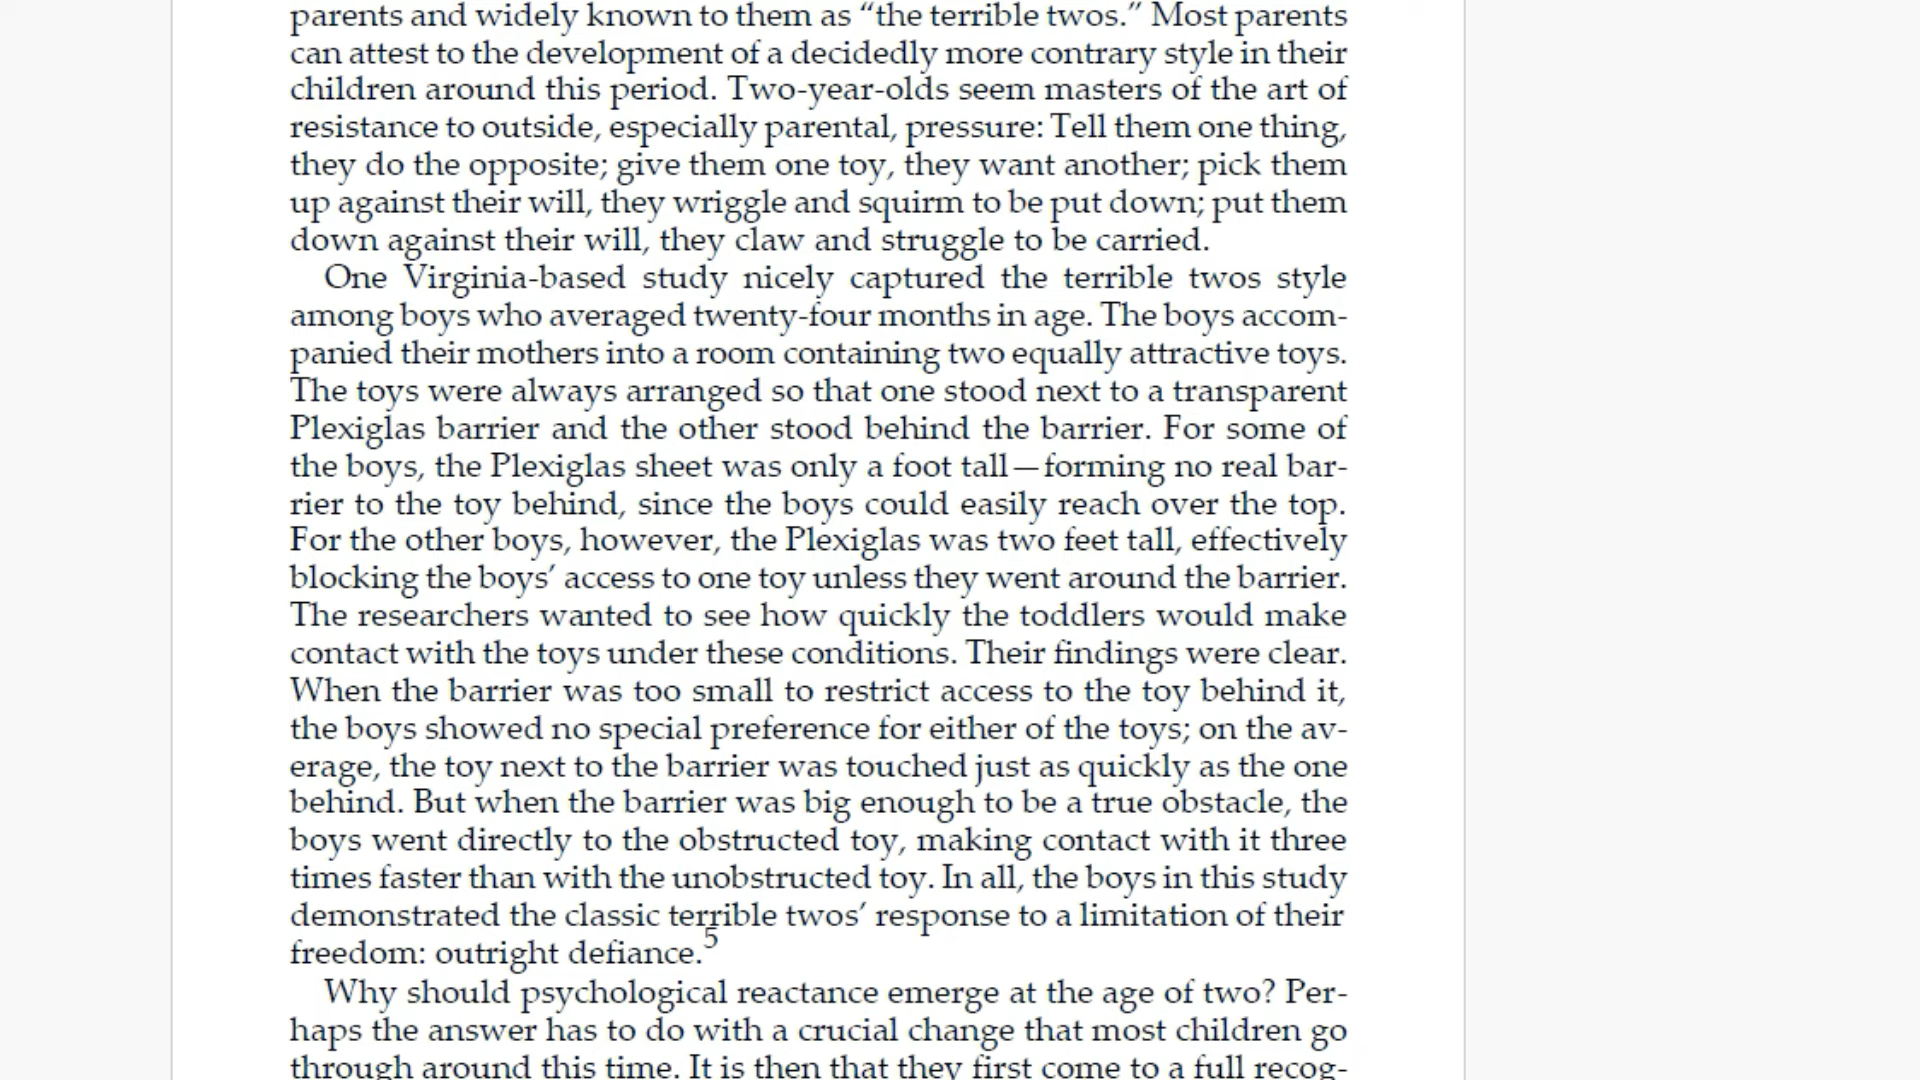 parents and widely known to them as “the terrible twos.” Most parents
can attest to the development of a decidedly more contrary style in their
children around this period. Two-year-olds seem masters of the art of
resistance to outside, especially parental, pressure: Tell them one thing,
they do the opposite; give them one toy, they want another; pick them
up against their will, they wriggle and squirm to be put down; put them
down against their will, they claw and struggle to be carried.
One Virginia-based study nicely captured the terrible twos style
among boys who averaged twenty-four months in age. The boys accom-
panied their mothers into a room containing two equally attractive toys.
The toys were always arranged so that one stood next to a transparent
Plexiglas barrier and the other stood behind the barrier. For some of
the boys, the Plexiglas sheet was only a foot tall—forming no real bar-
rier to the toy behind, since the boys could easily reach over the top.
For the other boys, however, the Plexiglas was two feet tall, effectively
blocking the boys’ access to one toy unless they went around the barrier.
The researchers wanted to see how quickly the toddlers would make
contact with the toys under these conditions. Their findings were clear.
When the barrier was too small to restrict access to the toy behind it,
the boys showed no special preference for either of the toys; on the av-
erage, the toy next to the barrier was touched just as quickly as the one
behind. But when the barrier was big enough to be a true obstacle, the
boys went directly to the obstructed toy, making contact with it three
times faster than with the unobstructed toy. In all, the boys in this study
demonstrated the classic terrible twos’ response to a limitation of their
freedom: outright defiance.5
Why should psychological reactance emerge at the age of two? Per-
haps the answer has to do with a crucial change that most children go
through around this time. It is then that they first come to a full recog-